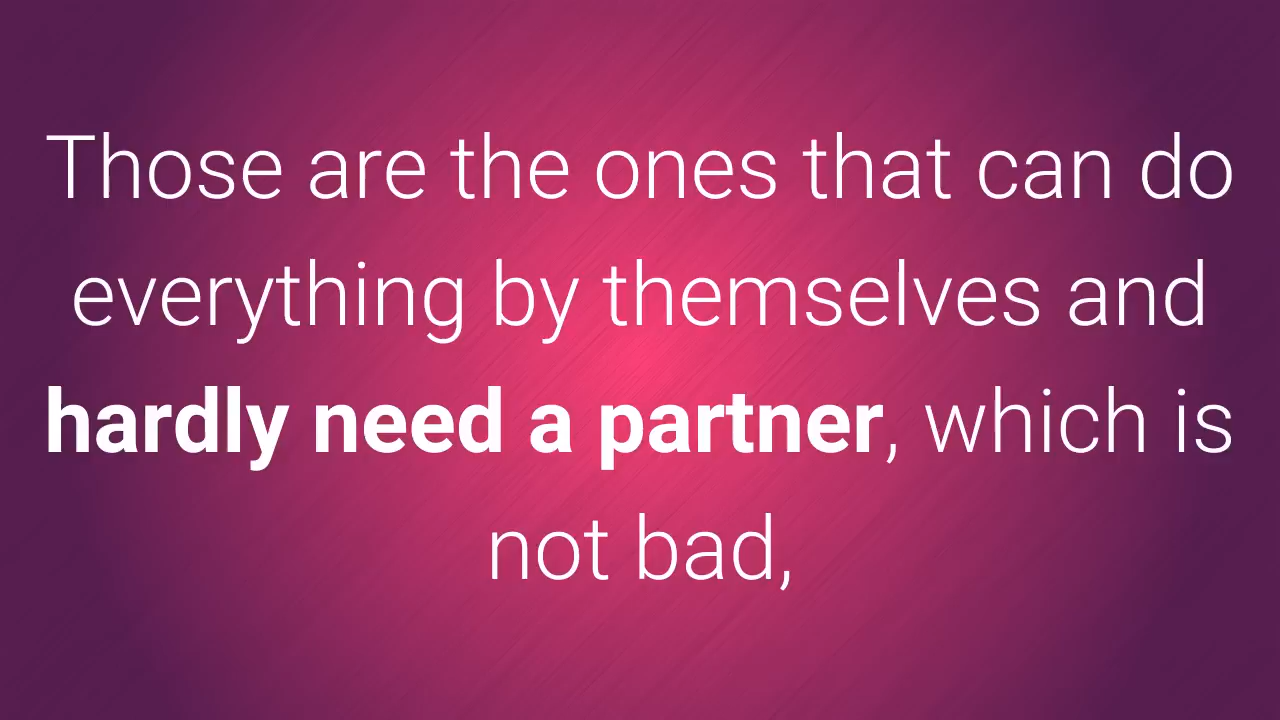 Those are the ones that can do
everything by themselves and
hardly need a partner, which is
not bad,